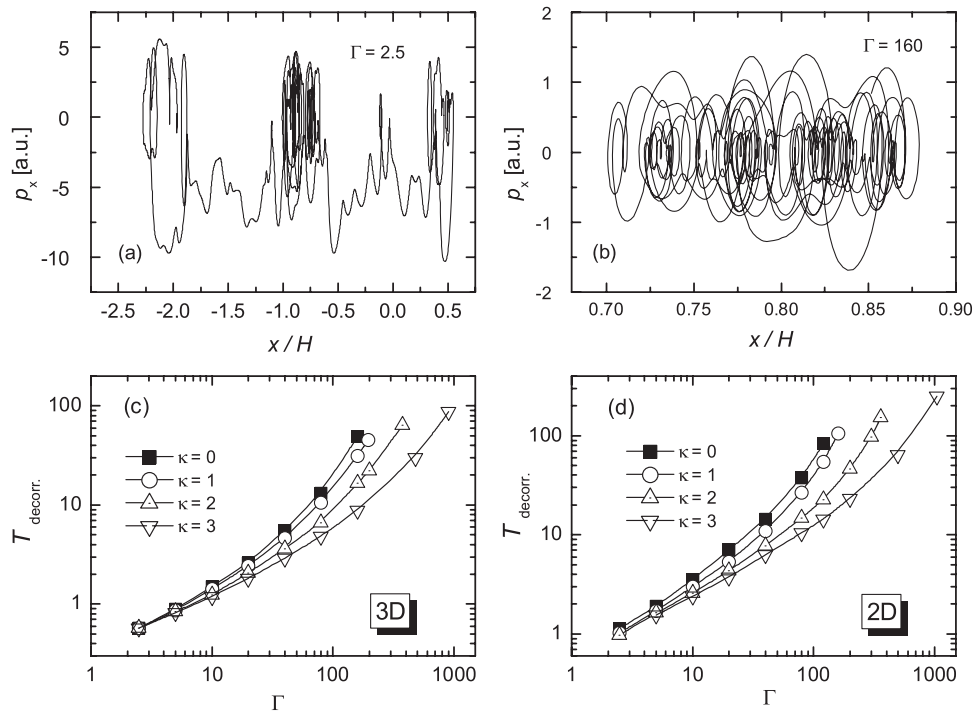 5
0
-5
-10
p_x [a.u.]
Γ = 2.5
(a)
-2.5 -2.0 -1.5 -1.0 -0.5 0.0 0.5
x / H
2
1
0
-1
-2
p_x [a.u.]
Γ = 160
(b)
0.70 0.75 0.80 0.85 0.90
x / H
100
10
1
T_decorr.
(c)
κ = 0
κ = 1
κ = 2
κ = 3
3D
1 10 100 1000
Γ
100
10
1
T_decorr.
(d)
κ = 0
κ = 1
κ = 2
κ = 3
2D
1 10 100 1000
Γ